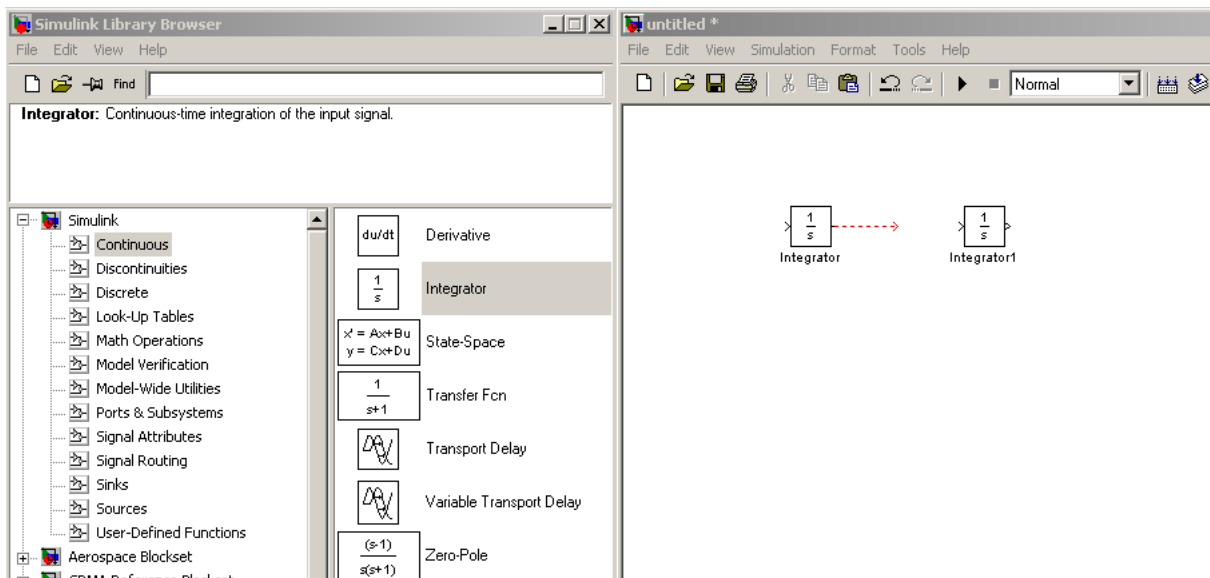 Simulink Library Browser
File Edit View Help
Find
Integrator: Continuous-time integration of the input signal.
Simulink
Continuous
Discontinuities
Discrete
Look-Up Tables
Math Operations
Model Verification
Model-Wide Utilities
Ports & Subsystems
Signal Attributes
Signal Routing
Sinks
Sources
User-Defined Functions
Aerospace Blockset
du/dt Derivative
1
s
Integrator
x' = Ax+Bu
y = Cx+Du
State-Space
1
s+1
Transfer Fcn
Transport Delay
Variable Transport Delay
(s-1)
s(s+1)
Zero-Pole
untitled *
File Edit View Simulation Format Tools Help
Normal
1
s
Integrator
1
s
Integrator1